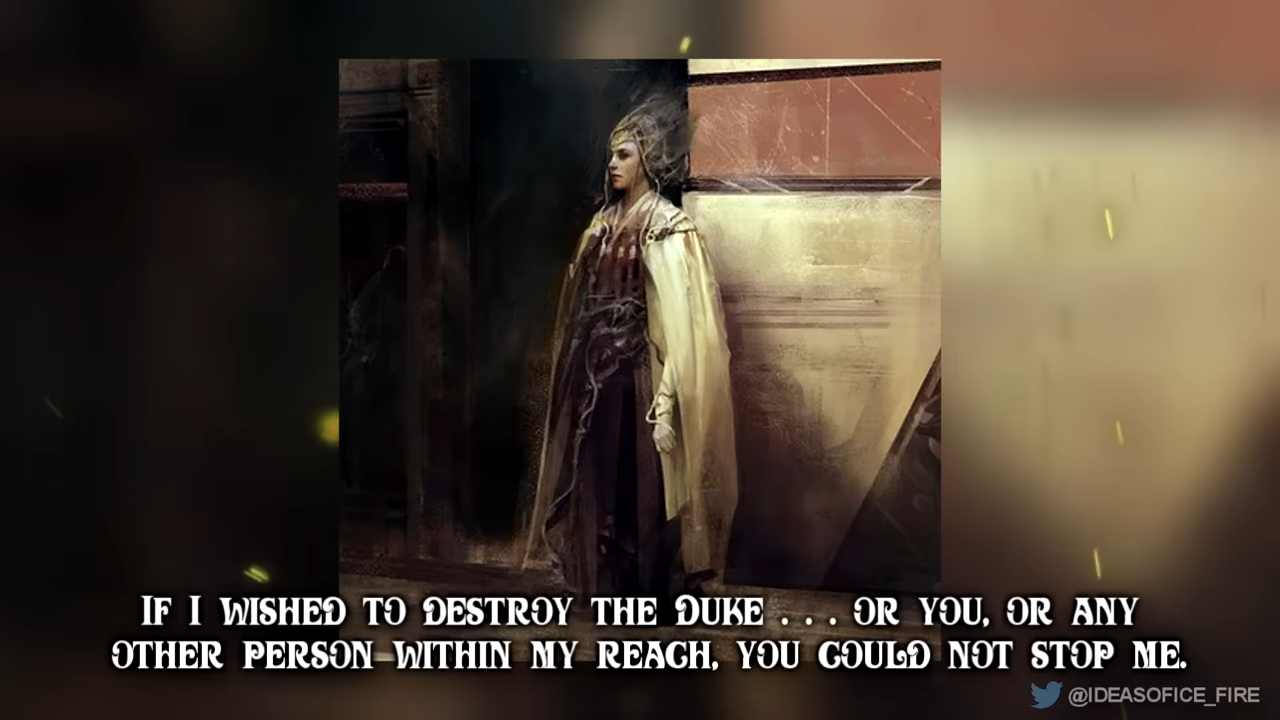 If I wished to destroy the Duke . . . or you, or any
other person within my reach, you could not stop me.
@IDEASOFICE_FIRE